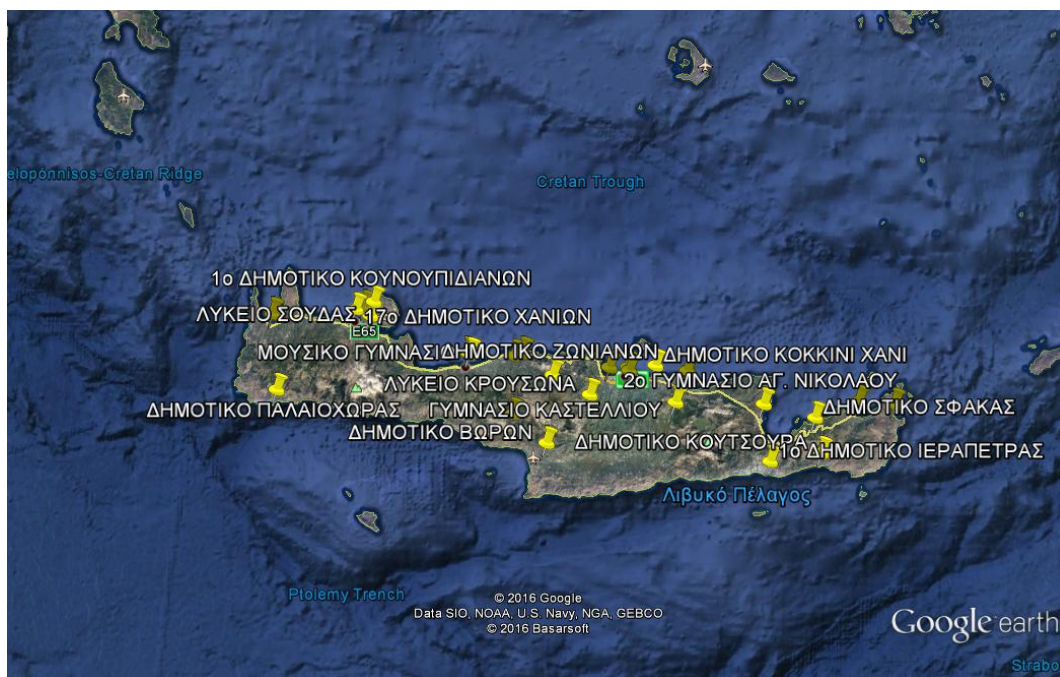 eloponnisos-Cretan Ridge
Cretan Trough
1ο ΔΗΜΟΤΙΚΟ ΚΟΥΝΟΥΠΙΔΙΑΝΩΝ
ΛΥΚΕΙΟ ΣΟΥΔΑΣ 17ο ΔΗΜΟΤΙΚΟ ΧΑΝΙΩΝ
E65
ΜΟΥΣΙΚΟ ΓΥΜΝΑΣΙ ΔΗΜΟΤΙΚΟ ΖΩΝΙΑΝΩΝ ΔΗΜΟΤΙΚΟ ΚΟΚΚΙΝΙ ΧΑΝΙ
ΛΥΚΕΙΟ ΚΡΟΥΣΩΝΑ 2ο ΓΥΜΝΑΣΙΟ ΑΓ. ΝΙΚΟΛΑΟΥ
ΔΗΜΟΤΙΚΟ ΠΑΛΑΙΟΧΩΡΑΣ ΓΥΜΝΑΣΙΟ ΚΑΣΤΕΛΛΙΟΥ ΔΗΜΟΤΙΚΟ ΣΦΑΚΑΣ
ΔΗΜΟΤΙΚΟ ΒΩΡΩΝ ΔΗΜΟΤΙΚΟ ΚΟΥΤΣΟΥΡΑ 1ο ΔΗΜΟΤΙΚΟ ΙΕΡΑΠΕΤΡΑΣ
Λιβυκό Πέλαγος
Ptolemy Trench
© 2016 Google
Data SIO, NOAA, U.S. Navy, NGA, GEBCO
© 2016 Basarsoft
Google earth
Strabo